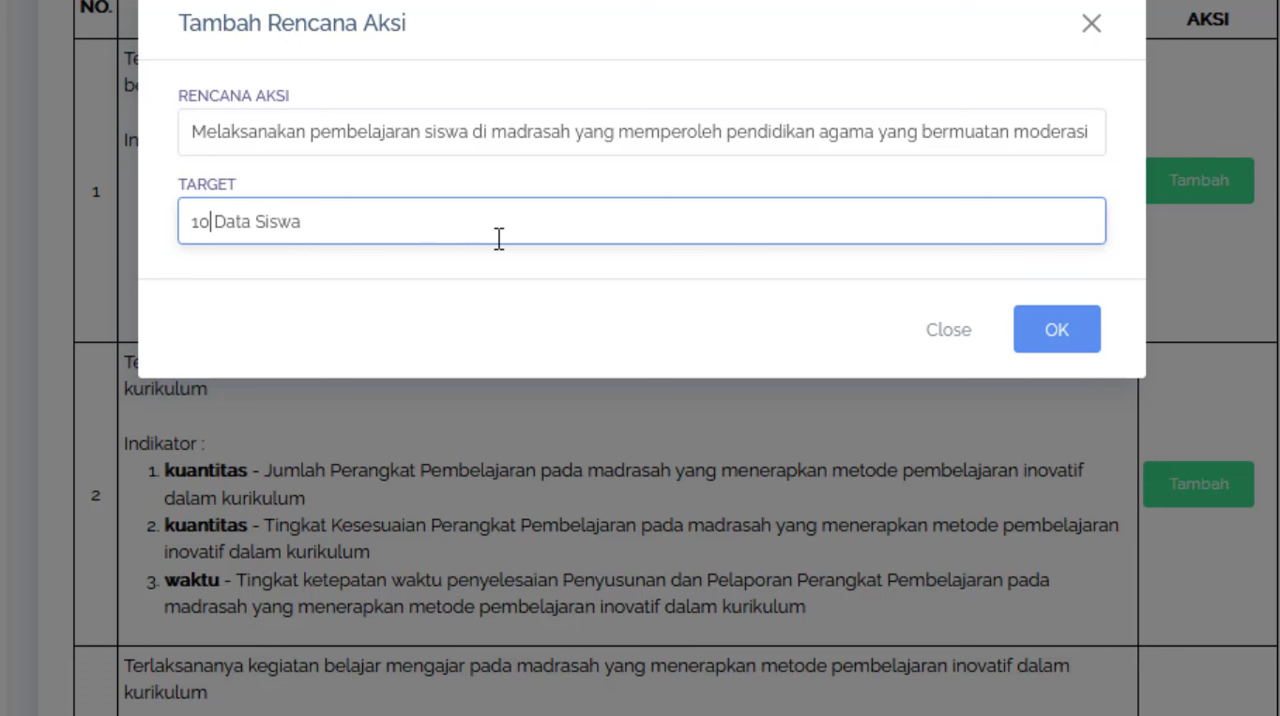 NO.
Tambah Rencana Aksi
AKSI
RENCANA AKSI
Melaksanakan pembelajaran siswa di madrasah yang memperoleh pendidikan agama yang bermuatan moderasi
TARGET
10 Data Siswa
1
Tambah
Close
OK
kurikulum
Indikator :
1. kuantitas - Jumlah Perangkat Pembelajaran pada madrasah yang menerapkan metode pembelajaran inovatif
dalam kurikulum
2. kuantitas - Tingkat Kesesuaian Perangkat Pembelajaran pada madrasah yang menerapkan metode pembelajaran
inovatif dalam kurikulum
3. waktu - Tingkat ketepatan waktu penyelesaian Penyusunan dan Pelaporan Perangkat Pembelajaran pada
madrasah yang menerapkan metode pembelajaran inovatif dalam kurikulum
2
Tambah
Terlaksananya kegiatan belajar mengajar pada madrasah yang menerapkan metode pembelajaran inovatif dalam
kurikulum